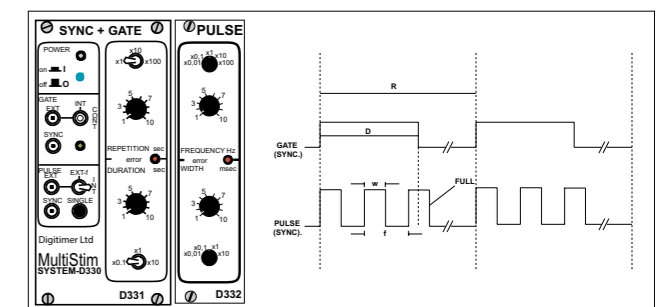 SYNC + GATE
POWER
on I
off O
GATE
EXT INT
CONT
SYNC
PULSE
EXT EXT-f
INT
SYNC SINGLE
Digitimer Ltd
MultiStim
SYSTEM-D330
x10
x1 x100
5
3 7
1 10
REPETITION sec
error
DURATION sec
5
3 7
1 10
x1
x0.1 x10
D331
PULSE
x0,1 x1 x10
x0,01 x100
5
3 7
1 10
FREQUENCY Hz
error
WIDTH msec
5
3 7
1 10
x0,1 x1
x0,01 x10
D332
R
GATE
(SYNC.)
D
w
FULL
PULSE
(SYNC).
f